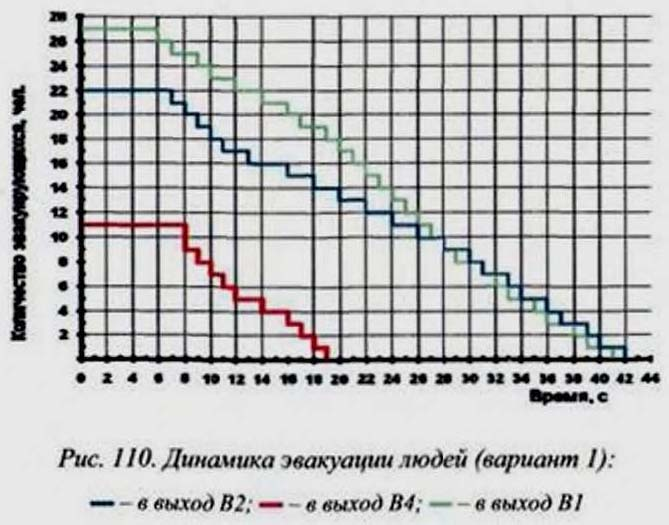 Количество эвакуирующихся, чел.
28
26
24
22
20
18
16
14
12
10
8
6
4
2
0 2 4 6 8 10 12 14 16 18 20 22 24 26 28 30 32 34 36 38 40 42 44
Время, с
Рис. 110. Динамика эвакуации людей (вариант 1):
– в выход В2; – в выход В4; – в выход В1